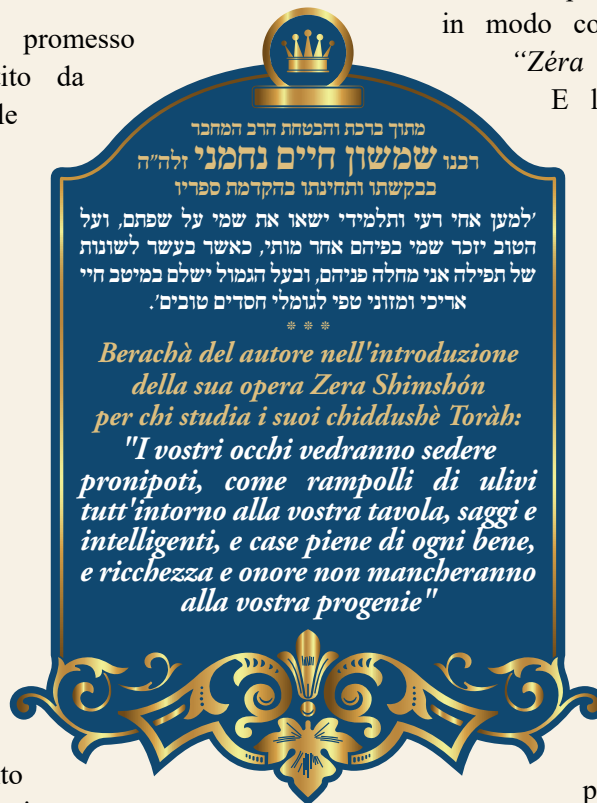 promesso
in modo
ito da
"Zéra
le
E l
מתוך ברכת והבטחת הרב המחבר
רבנו שמשון חיים נחמני זלה"ה
בבקשתו ותחינתו בהקדמת ספריו
'למען אחי רעי ותלמידי ישאו את שמי על שפתם, ועל
הטוב יזכר שמי בפיהם אחר מותי, כאשר בעשר לשונות
של תפילה אני מחלה פניהם, ובעל הגמול ישלם במיטב חיי
אריכי ומזוני טפי לגומלי חסדים טובים'.
* * *
Berachà del autore nell'introduzione
della sua opera Zera Shimshón
per chi studia i suoi chiddushè Toràh:
"I vostri occhi vedranno sedere
pronipoti, come rampolli di ulivi
tutt'intorno alla vostra tavola, saggi e
intelligenti, e case piene di ogni bene,
e ricchezza e onore non mancheranno
alla vostra progenie"
to
p